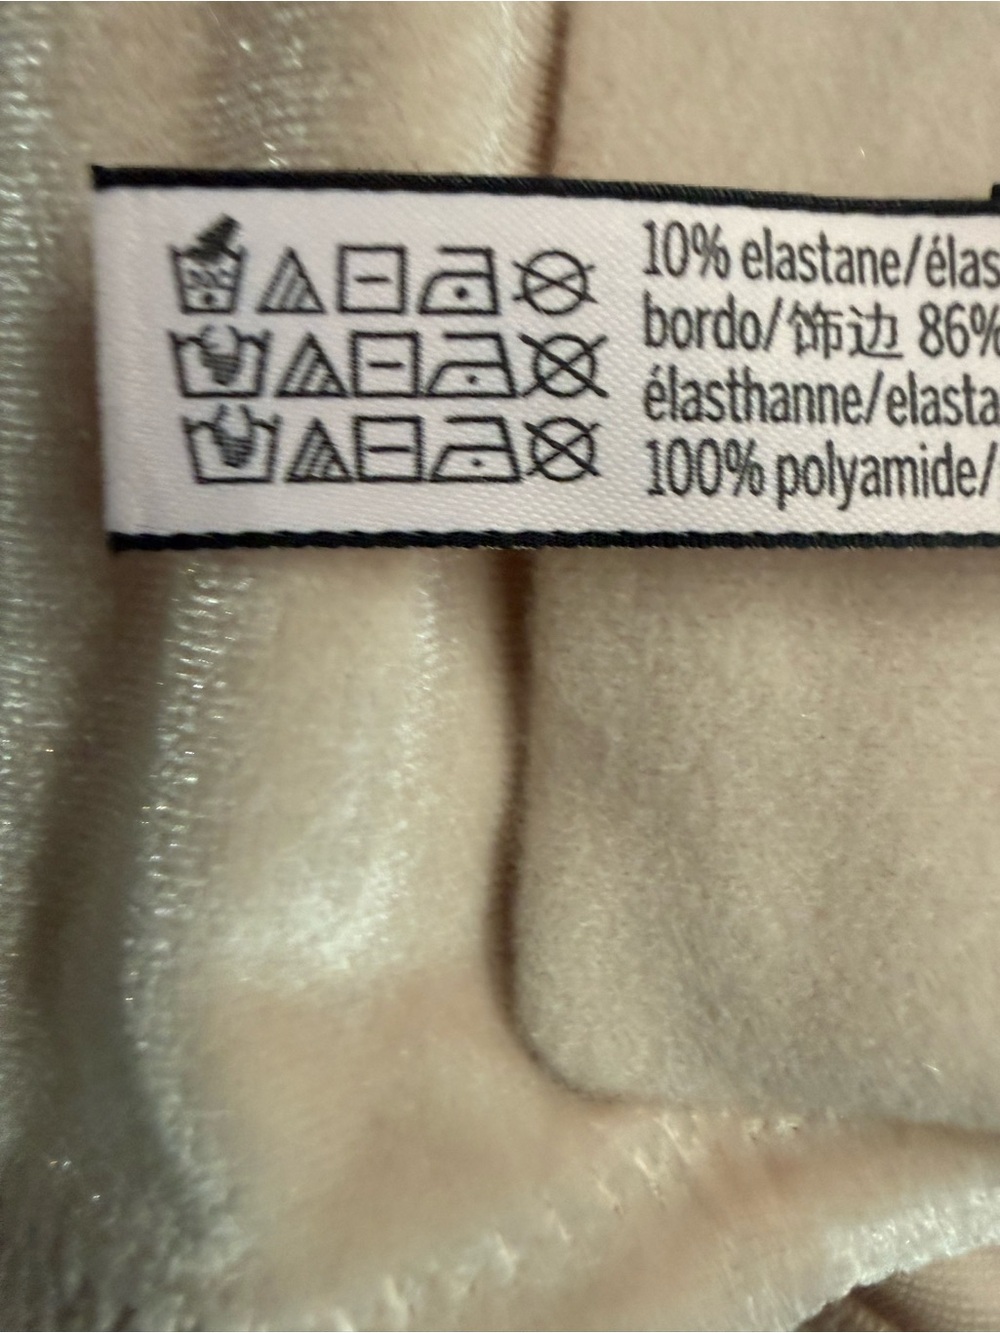 10% elastane/élas
bordo/饰边 86%
élasthanne/elasta
100% polyamide/